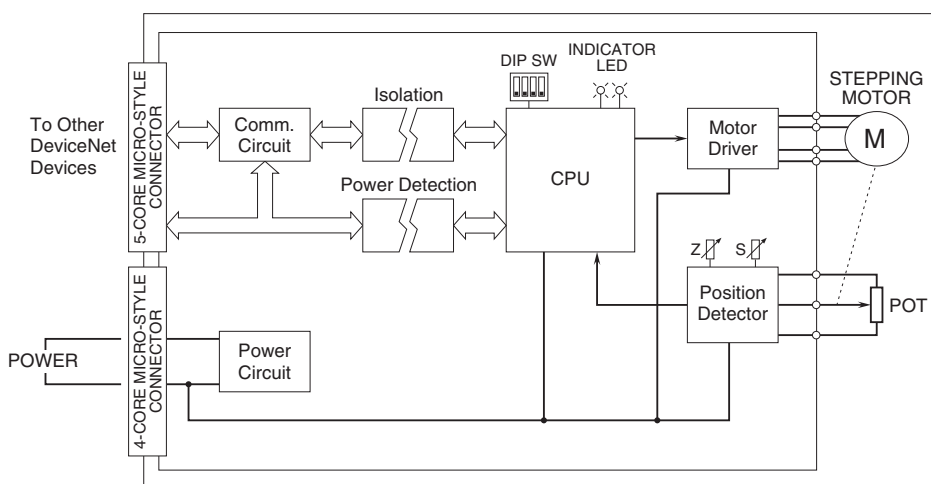 To Other
DeviceNet
Devices
5-CORE MICRO-STYLE
CONNECTOR
Comm.
Circuit
Isolation
Power Detection
DIP SW
INDICATOR
LED
CPU
Motor
Driver
STEPPING
MOTOR
M
Z
S
Position
Detector
POT
POWER
4-CORE MICRO-STYLE
CONNECTOR
Power
Circuit